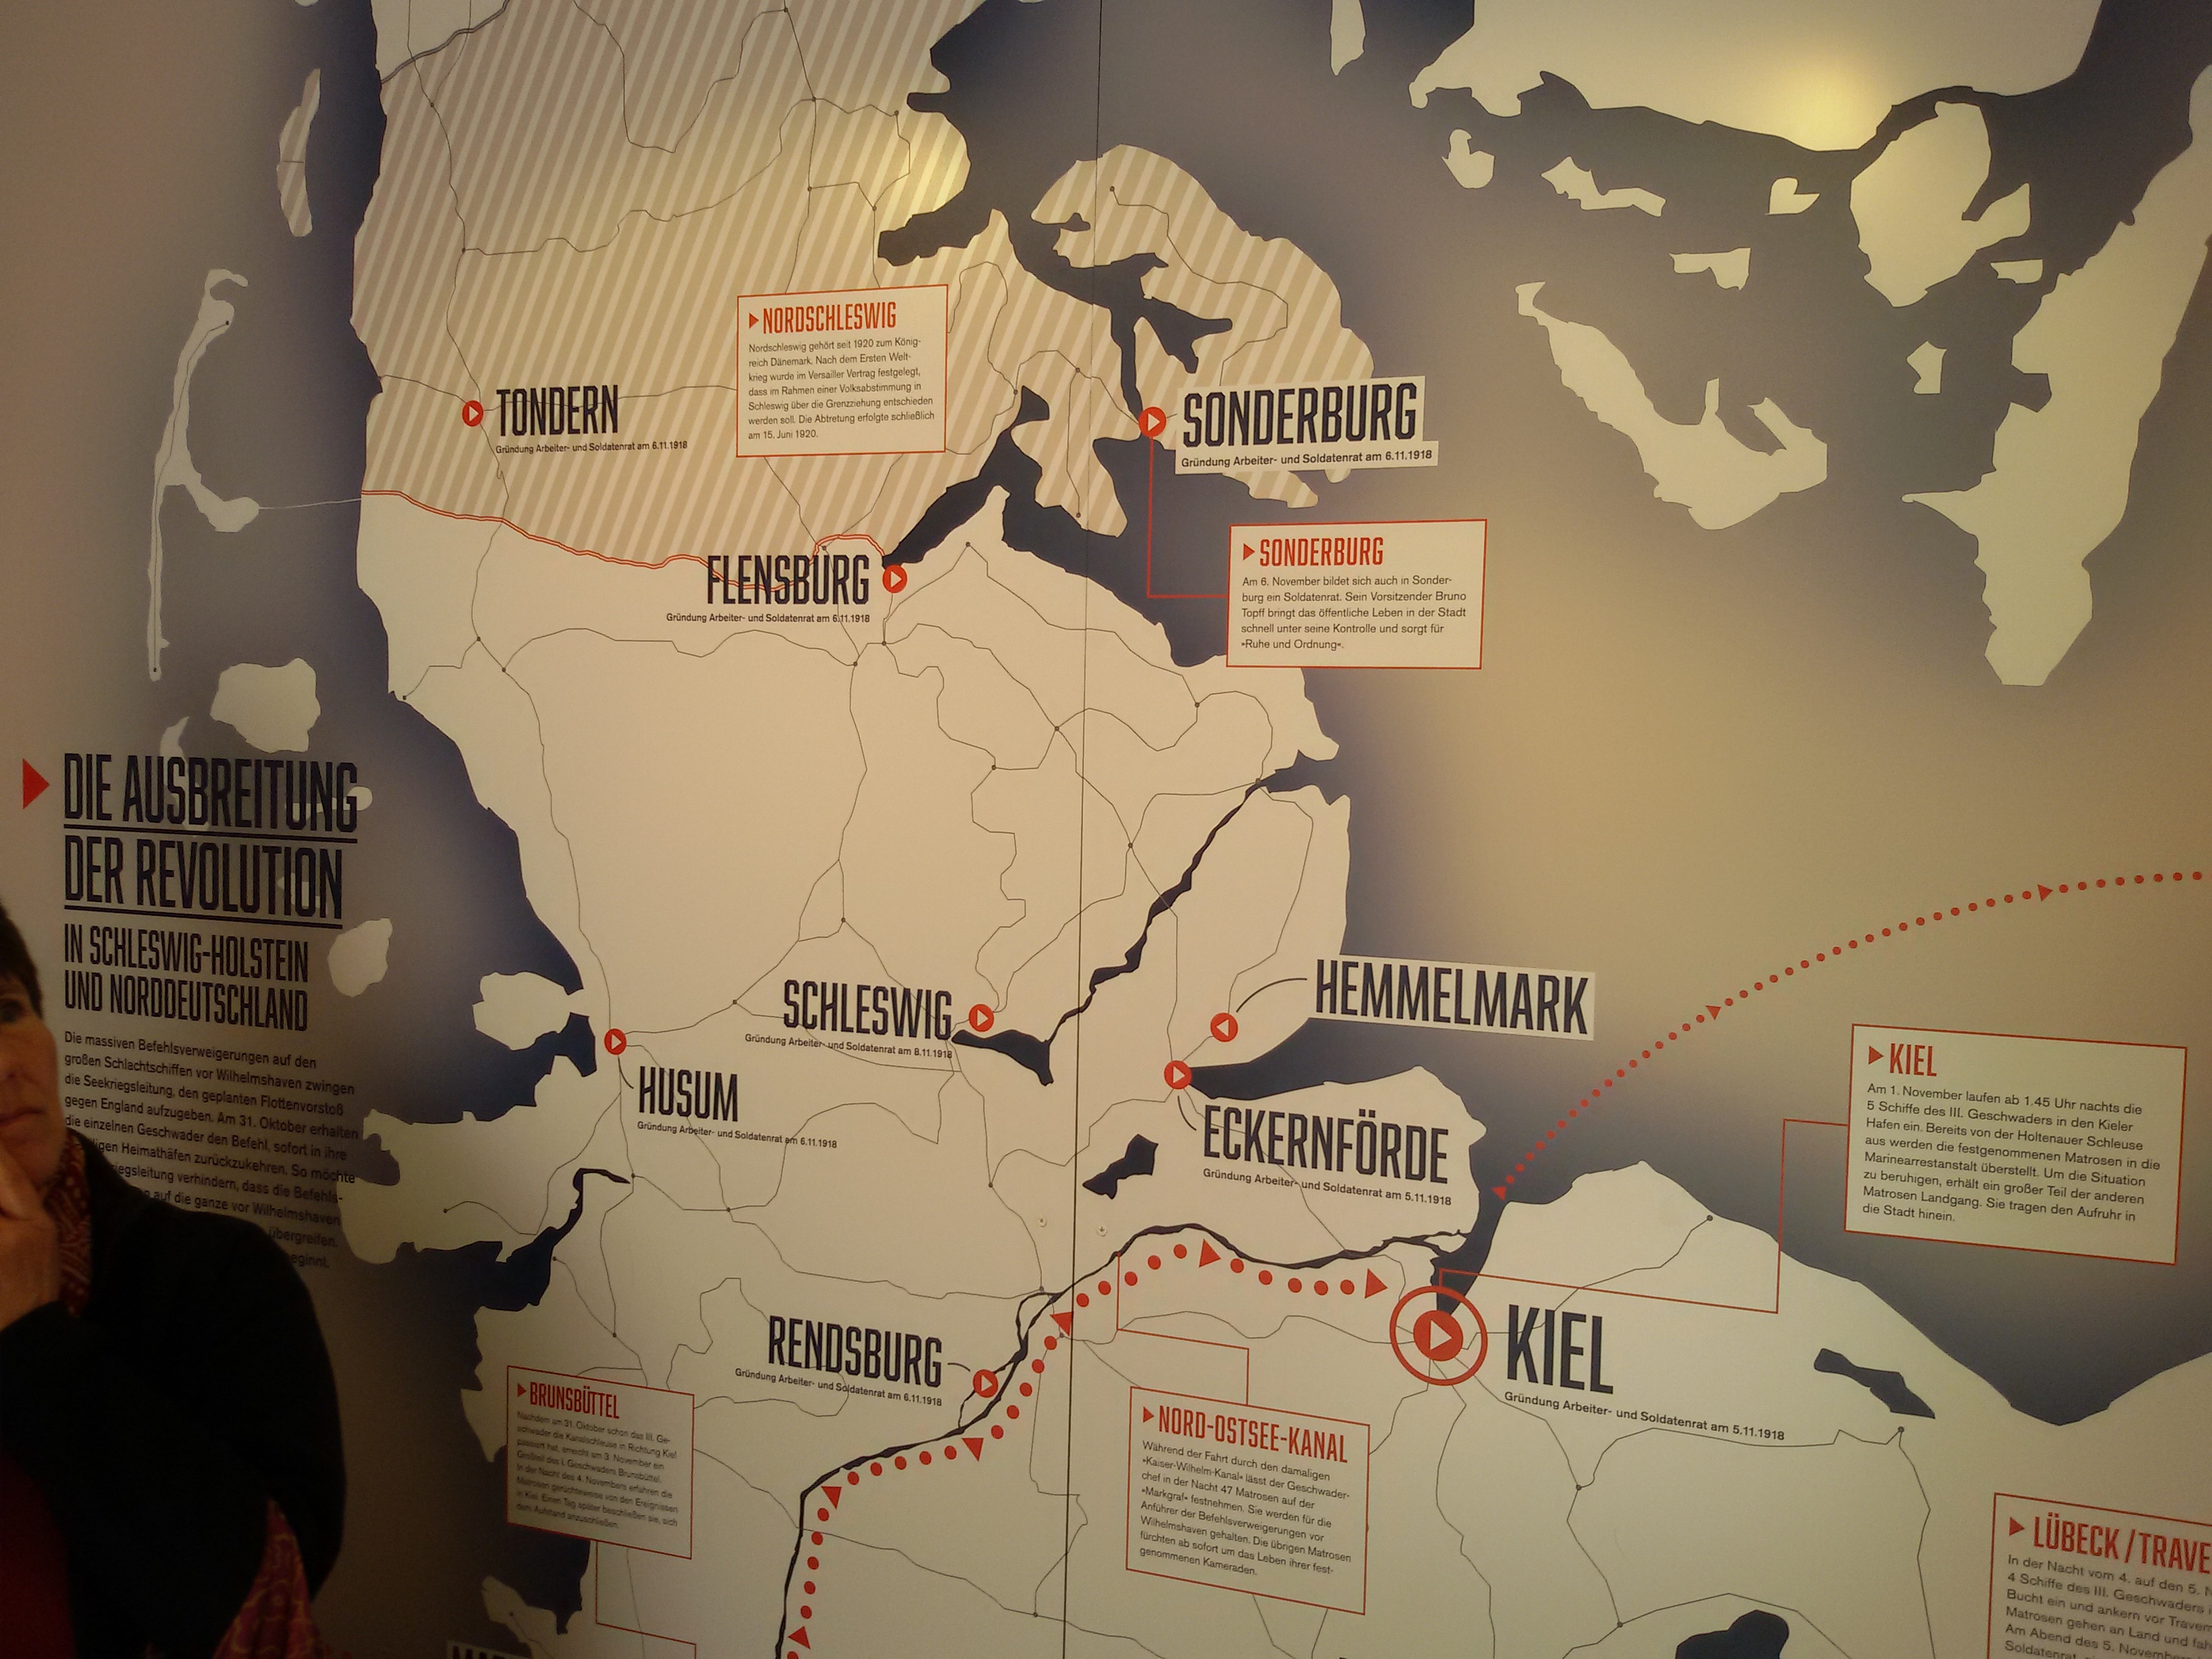 NORDSCHLESWIG
Nordschleswig gehört seit 1920 zum König-
reich Dänemark. Nach dem Ersten Welt-
krieg wurde im Versailler Vertrag festgelegt,
dass im Rahmen einer Volksabstimmung in
Schleswig über die Grenzziehung entschieden
werden soll. Die Abtretung erfolgte schließlich
am 15. Juni 1920.
TONDERN
Gründung Arbeiter- und Soldatenrat am 6.11.1918
SONDERBURG
Gründung Arbeiter- und Soldatenrat am 6.11.1918
SONDERBURG
Am 6. November bildet sich auch in Sonder-
burg ein Soldatenrat. Sein Vorsitzender Bruno
Topff bringt das öffentliche Leben in der Stadt
schnell unter seine Kontrolle und sorgt für
»Ruhe und Ordnung«.
FLENSBURG
Gründung Arbeiter- und Soldatenrat am 6.11.1918
DIE AUSBREITUNG
DER REVOLUTION
IN SCHLESWIG-HOLSTEIN
UND NORDDEUTSCHLAND
Die massiven Befehlsverweigerungen auf den
großen Schlachtschiffen vor Wilhelmshaven zwingen
die Seekriegsleitung, den geplanten Flottenvorstoß
gegen England aufzugeben. Am 31. Oktober erhalten
die einzelnen Geschwader den Befehl, sofort in ihre
gen Heimathäfen zurückzukehren. So möchte
iegsleitung verhindern, dass die Befehls-
auf die ganze vor Wilhelmshaven
übergreifen.
eginnt.
SCHLESWIG
Gründung Arbeiter- und Soldatenrat am 8.11.1918
HEMMELMARK
HUSUM
Gründung Arbeiter- und Soldatenrat am 6.11.1918
ECKERNFÖRDE
Gründung Arbeiter- und Soldatenrat am 5.11.1918
KIEL
Am 1. November laufen ab 1.45 Uhr nachts die
5 Schiffe des III. Geschwaders in den Kieler
Hafen ein. Bereits von der Holtenauer Schleuse
aus werden die festgenommenen Matrosen in die
Marinearrestanstalt überstellt. Um die Situation
zu beruhigen, erhält ein großer Teil der anderen
Matrosen Landgang. Sie tragen den Aufruhr in
die Stadt hinein.
RENDSBURG
Gründung Arbeiter- und Soldatenrat am 6.11.1918
KIEL
Gründung Arbeiter- und Soldatenrat am 5.11.1918
BRUNSBÜTTEL
Nachdem am 31. Oktober schon das III. Ge-
schwader die Kanalschleuse in Richtung Kiel
passiert hat, erreicht am 3. November ein
Großteil des I. Geschwaders Brunsbüttel.
In der Nacht des 4. Novembers erfahren die
Matrosen gerüchteweise von den Ereignissen
in Kiel. Einen Tag später beschließen sie, sich
dem Aufstand anzuschließen.
NORD-OSTSEE-KANAL
Während der Fahrt durch den damaligen
»Kaiser-Wilhelm-Kanal« lässt der Geschwader-
chef in der Nacht 47 Matrosen auf der
»Markgraf« festnehmen. Sie werden für die
Anführer der Befehlsverweigerungen vor
Wilhelmshaven gehalten. Die übrigen Matrosen
fürchten ab sofort um das Leben ihrer fest-
genommenen Kameraden.
LÜBECK / TRAVE
In der Nacht vom 4. auf den 5. N
4 Schiffe des III. Geschwaders
Bucht ein und ankern vor Travem
Matrosen gehen an Land und fah
Am Abend des 5. November
Soldatenrat